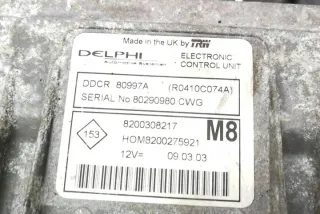 Made in the UK by TRW
DELPHI
Automotive Systems
ELECTRONIC
CONTROL UNIT
DDCR 80997A (R0410C074A)
SERIAL No 80290980 CWG
153
8200308217
M8
HOM8200275921
12V= 09.03.03